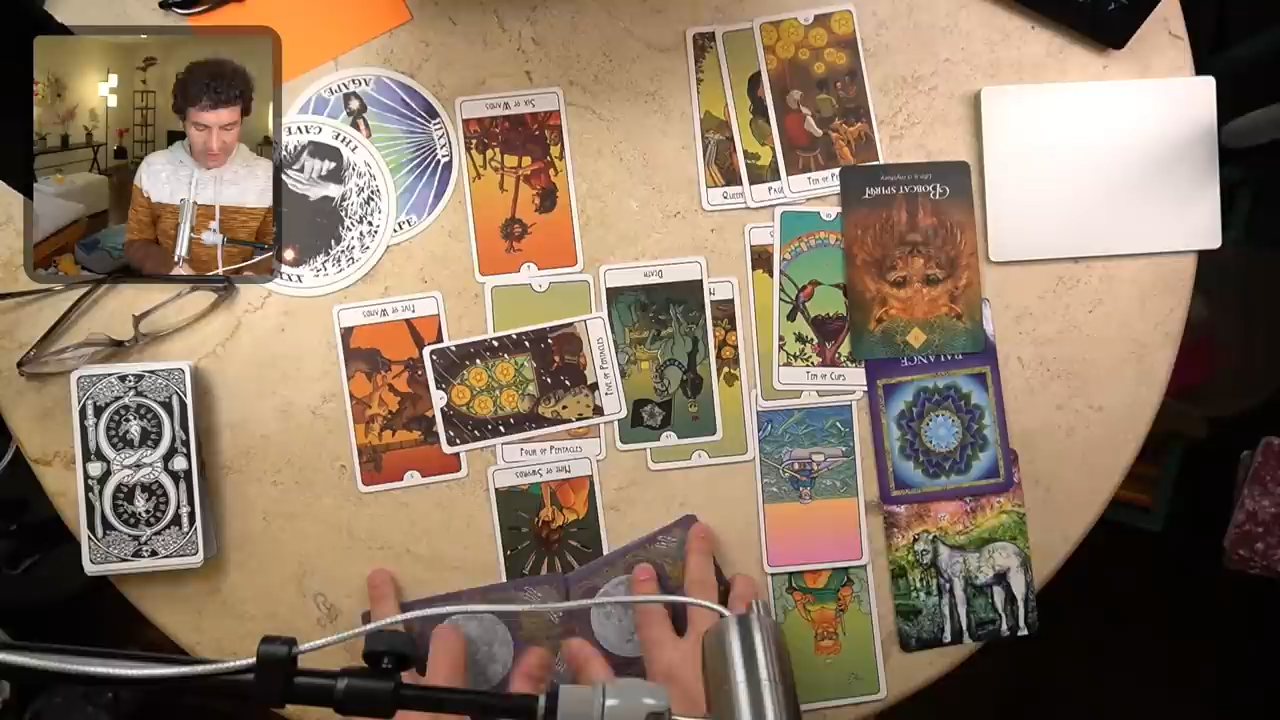 AGAPE
XXVII
THE CAVE
SIX OF WANDS
QUEEN
TEN OF
BOBCAT SPIRIT
Life is mystery
DEATH
FIVE OF WANDS
FIVE OF PENTACLES
TEN OF CUPS
BALANCE
FOUR OF PENTACLES
NINE OF SWORDS